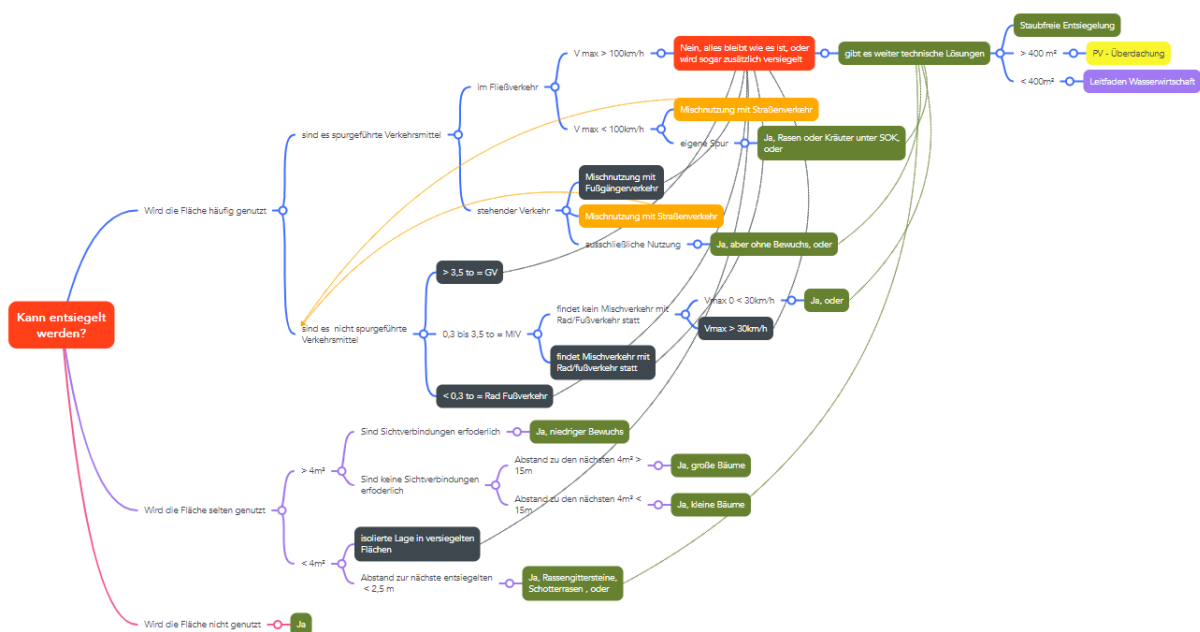 Kann entsiegelt
werden?
Wird die Fläche häufig genutzt
sind es spurgeführte Verkehrsmittel
im Fließverkehr
V max > 100km/h
Nein, alles bleibt wie es ist, oder
wird sogar zusätzlich versiegelt
gibt es weiter technische Lösungen
Staubfreie Entsiegelung
> 400 m²
PV - Überdachung
< 400m²
Leitfaden Wasserwirtschaft
V max < 100km/h
Mischnutzung mit Straßenverkehr
eigene Spur
Ja, Rasen oder Kräuter unter SOK,
oder
stehender Verkehr
Mischnutzung mit
Fußgängerverkehr
Mischnutzung mit Straßenverkehr
ausschließliche Nutzung
Ja, aber ohne Bewuchs, oder
sind es nicht spurgeführte
Verkehrsmittel
> 3,5 to = GV
0,3 bis 3,5 to = MIV
findet kein Mischverkehr mit
Rad/Fußverkehr statt
Vmax 0 < 30km/h
Ja, oder
Vmax > 30km/h
findet Mischverkehr mit
Rad/fußverkehr statt
< 0,3 to = Rad Fußverkehr
Wird die Fläche selten genutzt
> 4m²
Sind Sichtverbindungen erfoderlich
Ja, niedriger Bewuchs
Sind keine Sichtverbindungen
erfoderlich
Abstand zu den nächsten 4m² >
15m
Ja, große Bäume
Abstand zu den nächsten 4m² <
15m
Ja, kleine Bäume
< 4m²
isolierte Lage in versiegelten
Flächen
Abstand zur nächste entsiegelten
< 2,5 m
Ja, Rassengittersteine,
Schotterrasen , oder
Wird die Fläche nicht genutzt
Ja